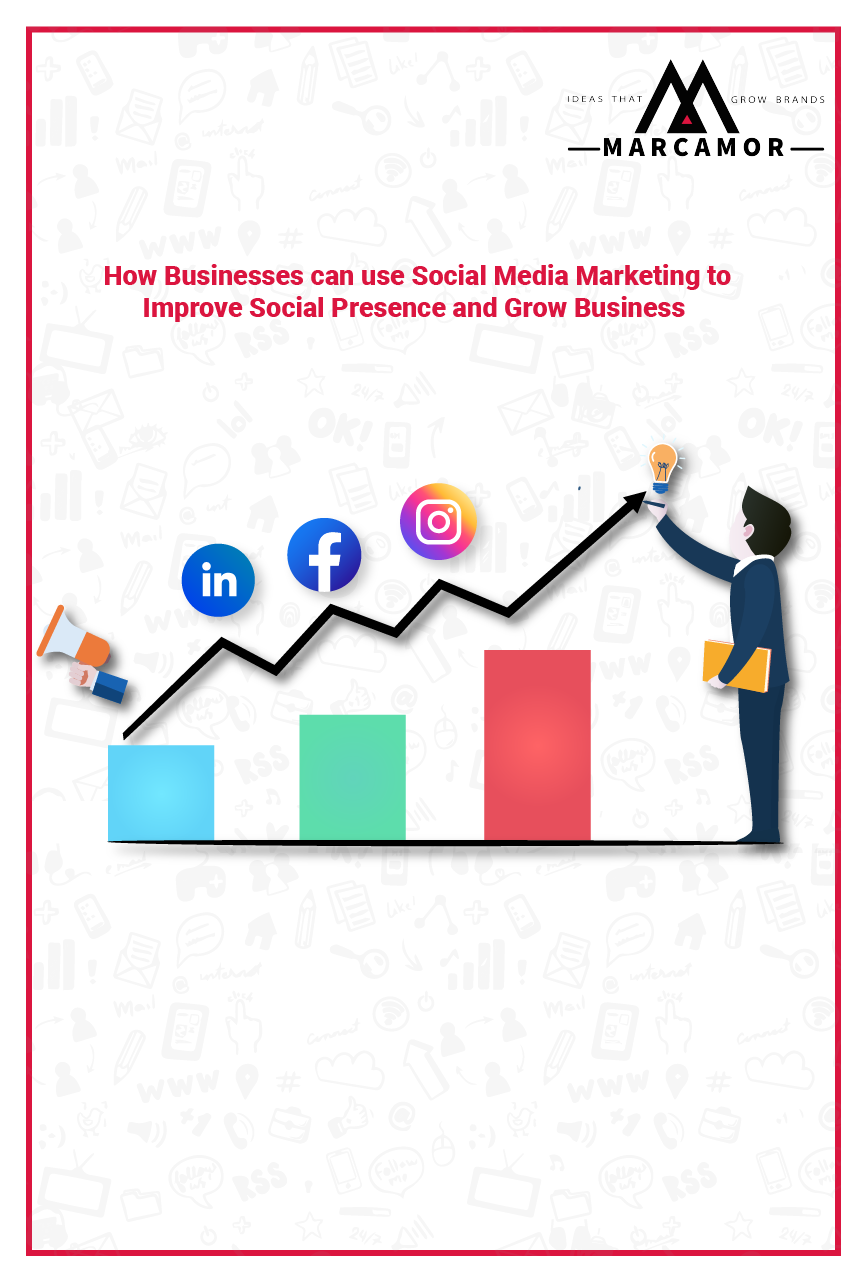 IDEAS THAT
GROW BRANDS
MARCAMOR
How Businesses can use Social Media Marketing to
Improve Social Presence and Grow Business
in